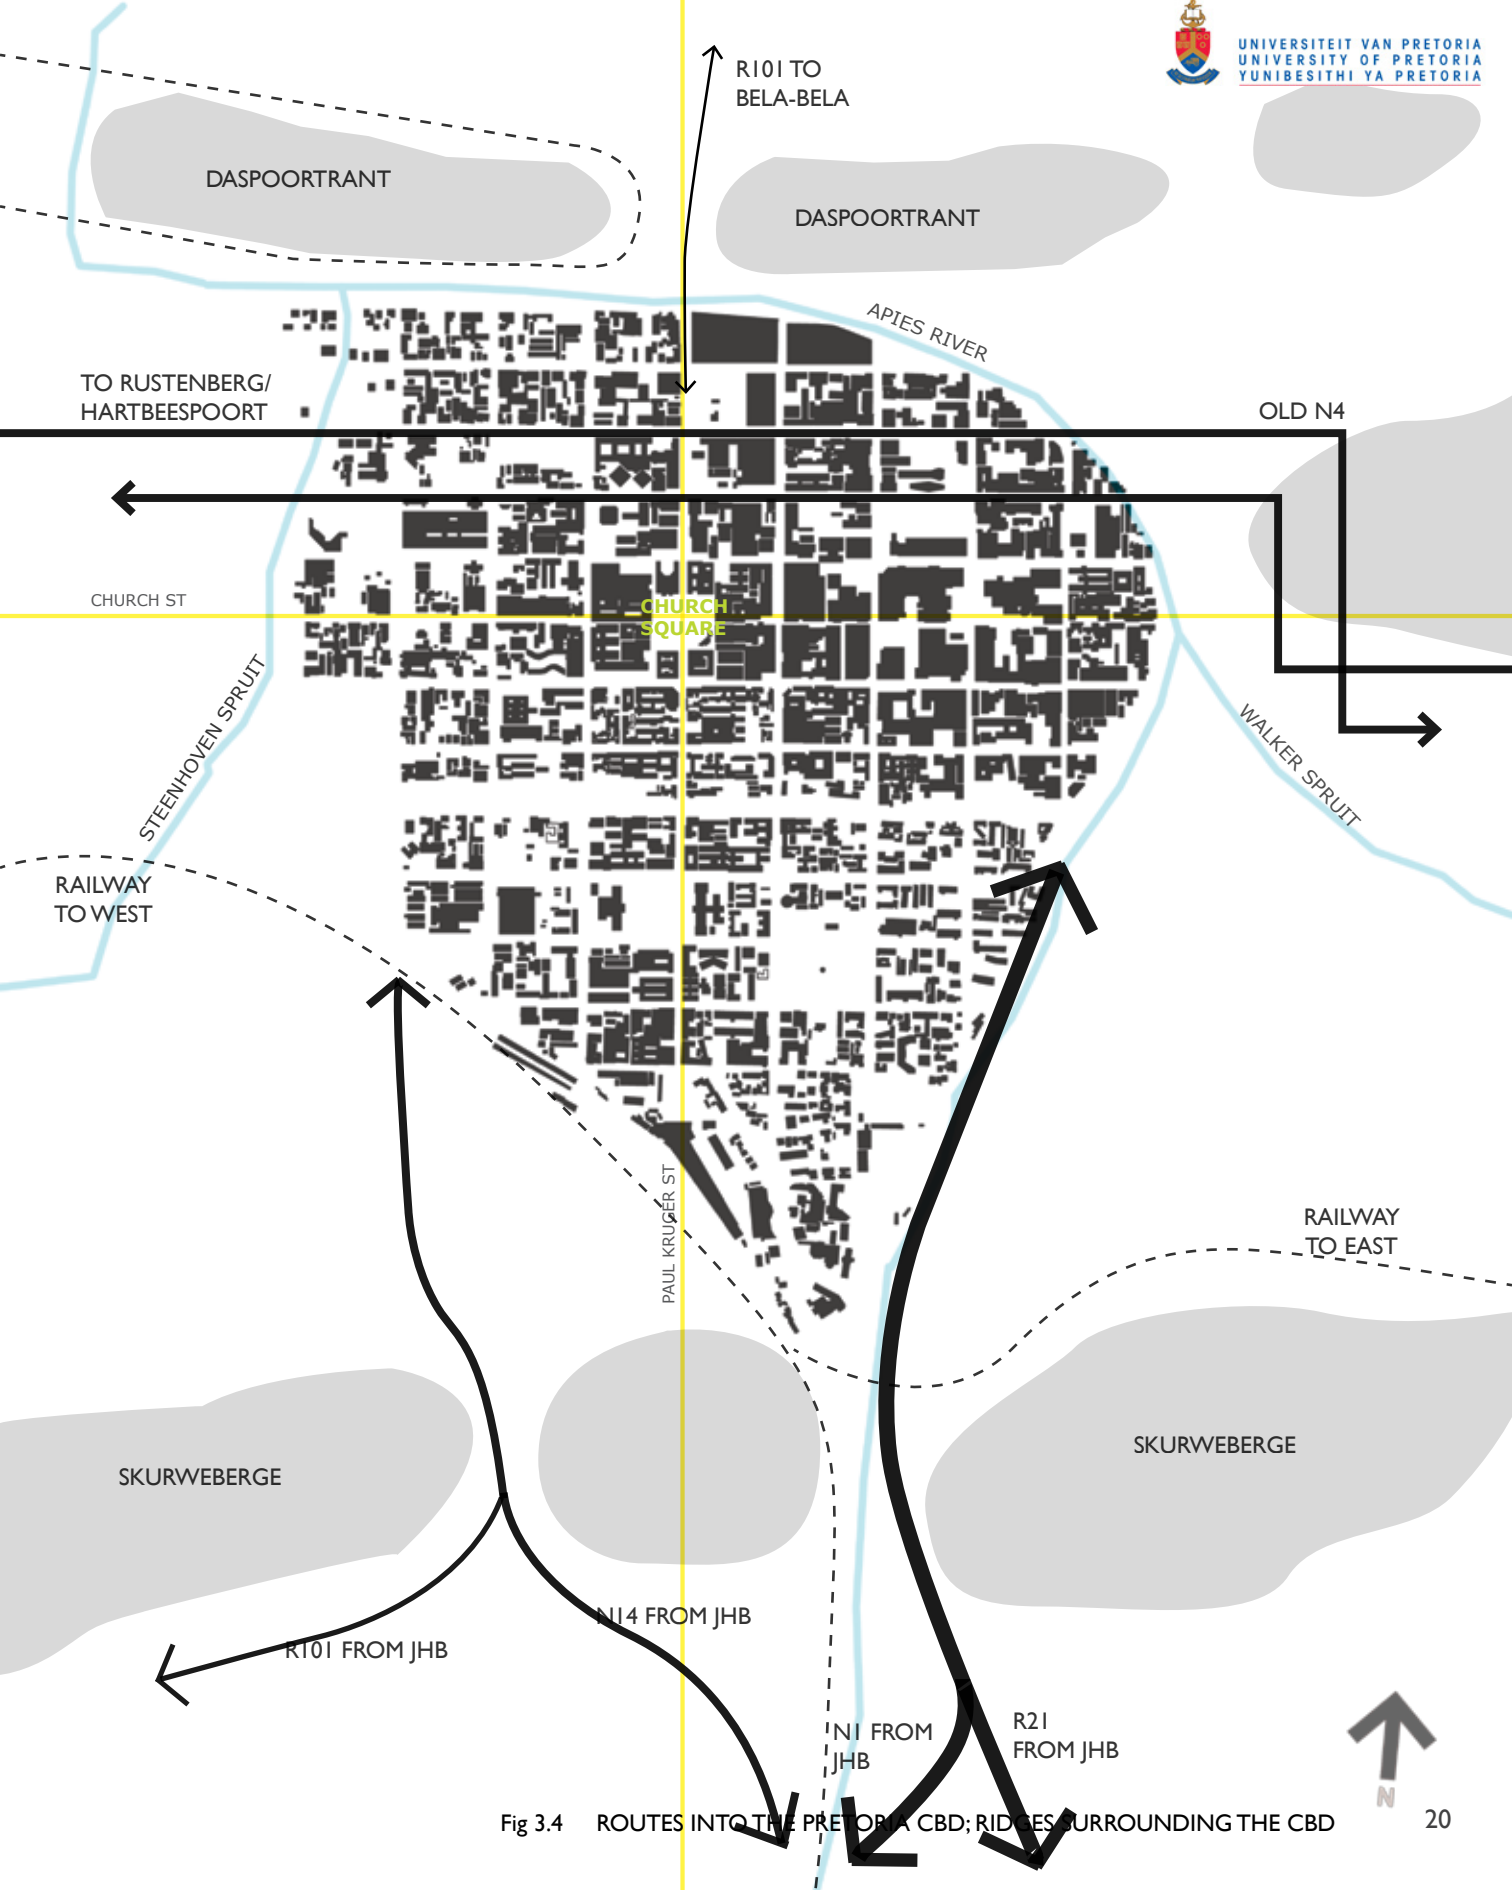 UNIVERSITEIT VAN PRETORIA
UNIVERSITY OF PRETORIA
YUNIBESITHI YA PRETORIA
R101 TO
BELA-BELA
DASPOORTRANT
DASPOORTRANT
APIES RIVER
TO RUSTENBERG/
HARTBEESPOORT
OLD N4
CHURCH ST
CHURCH
SQUARE
STEENHOVEN SPRUIT
WALKER SPRUIT
RAILWAY
TO WEST
PAUL KRUGER ST
RAILWAY
TO EAST
SKURWEBERGE
SKURWEBERGE
N14 FROM JHB
R101 FROM JHB
N1 FROM
JHB
R21
FROM JHB
N
Fig 3.4 ROUTES INTO THE PRETORIA CBD; RIDGES SURROUNDING THE CBD
20